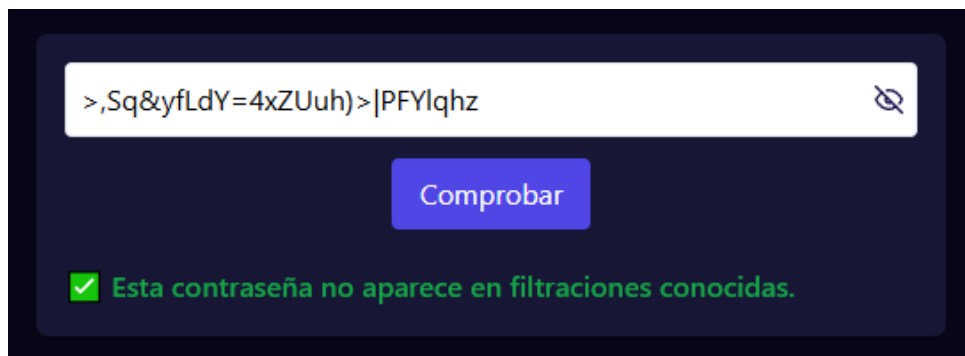 >,Sq&yfLdY=4xZUuh)>|PFYlqhz
Comprobar
Esta contraseña no aparece en filtraciones conocidas.